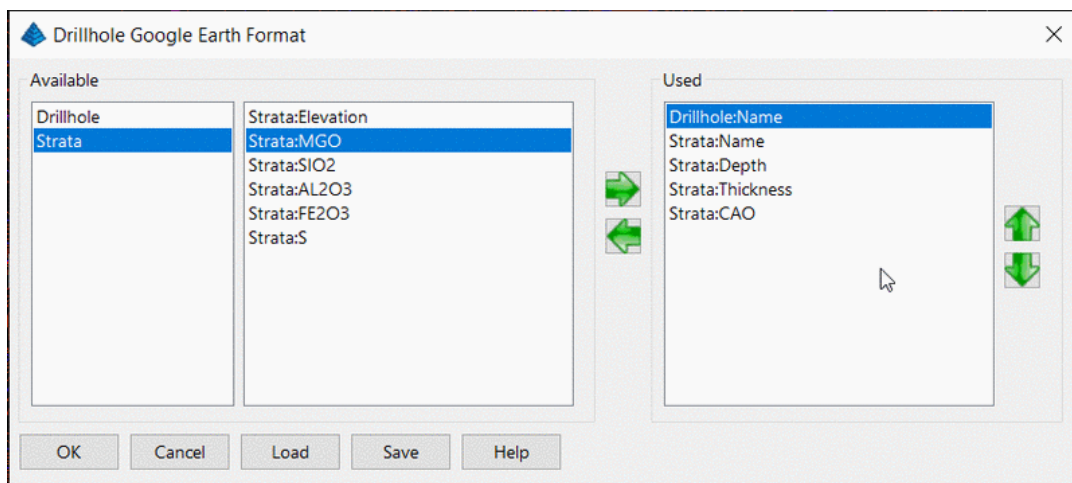 Drillhole Google Earth Format
Available
Drillhole
Strata
Strata:Elevation
Strata:MGO
Strata:SIO2
Strata:AL2O3
Strata:FE2O3
Strata:S
Used
Drillhole:Name
Strata:Name
Strata:Depth
Strata:Thickness
Strata:CAO
OK
Cancel
Load
Save
Help